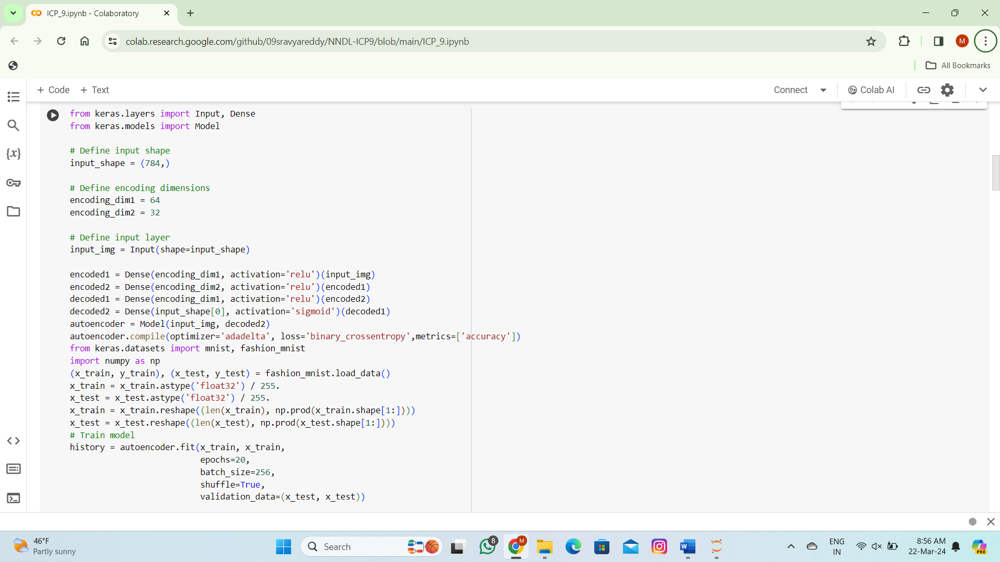 ICP_9.ipynb - Colaboratory
colab.research.google.com/github/09sravyareddy/NNDL-ICP9/blob/main/ICP_9.ipynb
M
All Bookmarks
+ Code + Text
Connect
Colab AI
from keras.layers import Input, Dense
from keras.models import Model
# Define input shape
input_shape = (784,)
# Define encoding dimensions
encoding_dim1 = 64
encoding_dim2 = 32
# Define input layer
input_img = Input(shape=input_shape)
encoded1 = Dense(encoding_dim1, activation='relu')(input_img)
encoded2 = Dense(encoding_dim2, activation='relu')(encoded1)
decoded1 = Dense(encoding_dim1, activation='relu')(encoded2)
decoded2 = Dense(input_shape[0], activation='sigmoid')(decoded1)
autoencoder = Model(input_img, decoded2)
autoencoder.compile(optimizer='adadelta', loss='binary_crossentropy',metrics=['accuracy'])
from keras.datasets import mnist, fashion_mnist
import numpy as np
(x_train, y_train), (x_test, y_test) = fashion_mnist.load_data()
x_train = x_train.astype('float32') / 255.
x_test = x_test.astype('float32') / 255.
x_train = x_train.reshape((len(x_train), np.prod(x_train.shape[1:])))
x_test = x_test.reshape((len(x_test), np.prod(x_test.shape[1:])))
# Train model
history = autoencoder.fit(x_train, x_train,
epochs=20,
batch_size=256,
shuffle=True,
validation_data=(x_test, x_test))
{x}
46°F
Partly sunny
Search
8
M
W
ENG
IN
8:56 AM
22-Mar-24
PRE